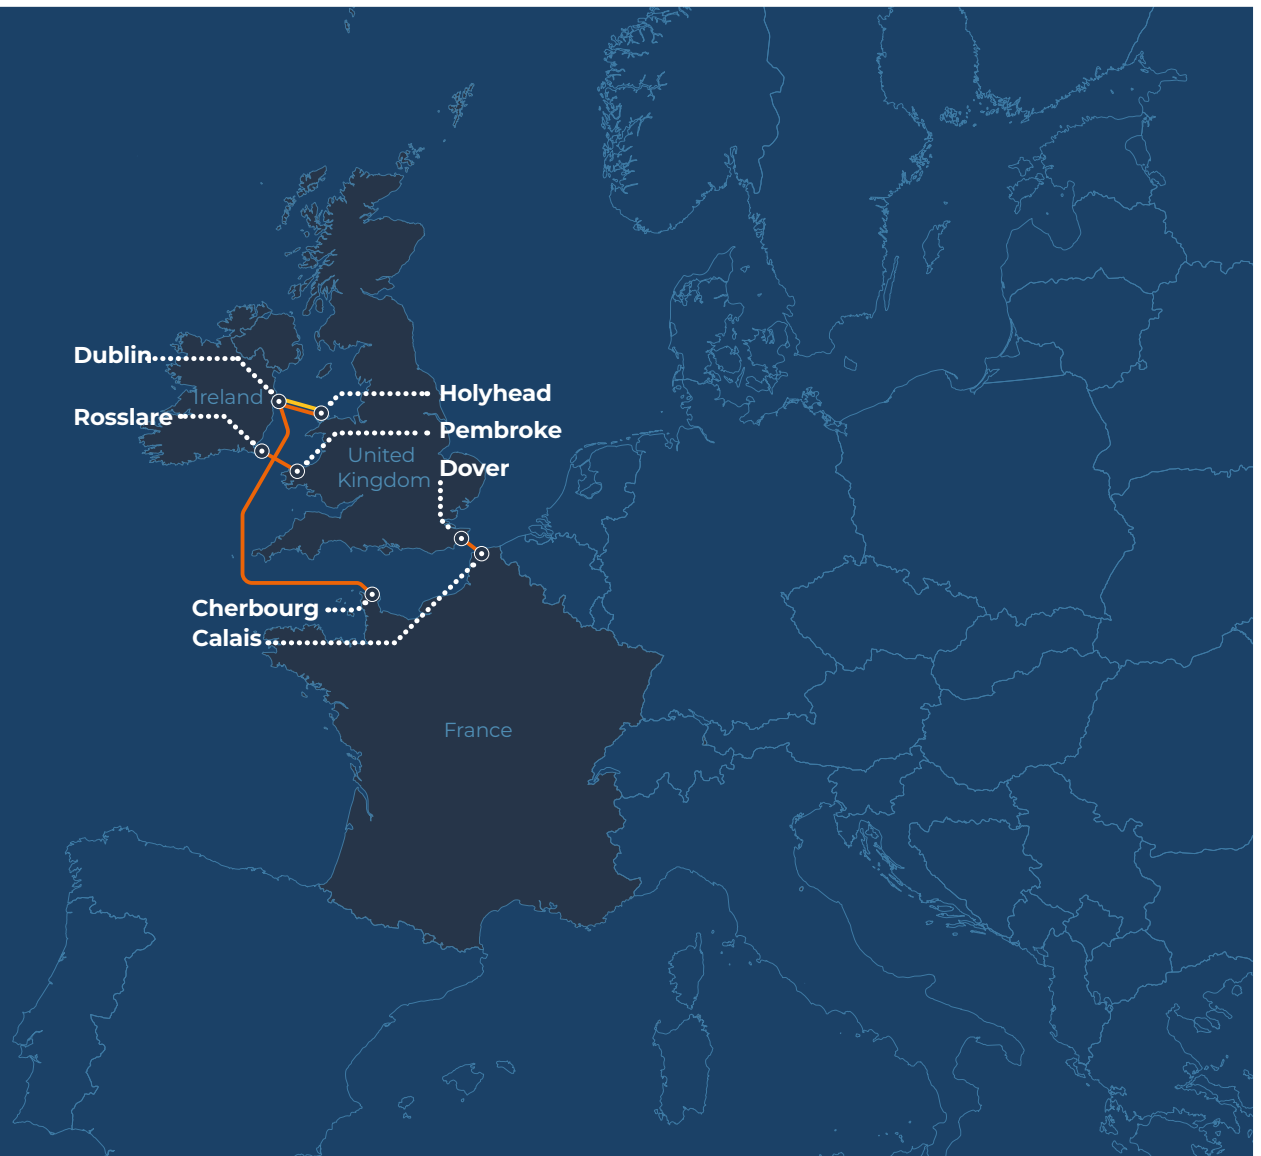 Dublin
Ireland
Holyhead
Rosslare
Pembroke
United
Kingdom
Dover
Cherbourg
Calais
France